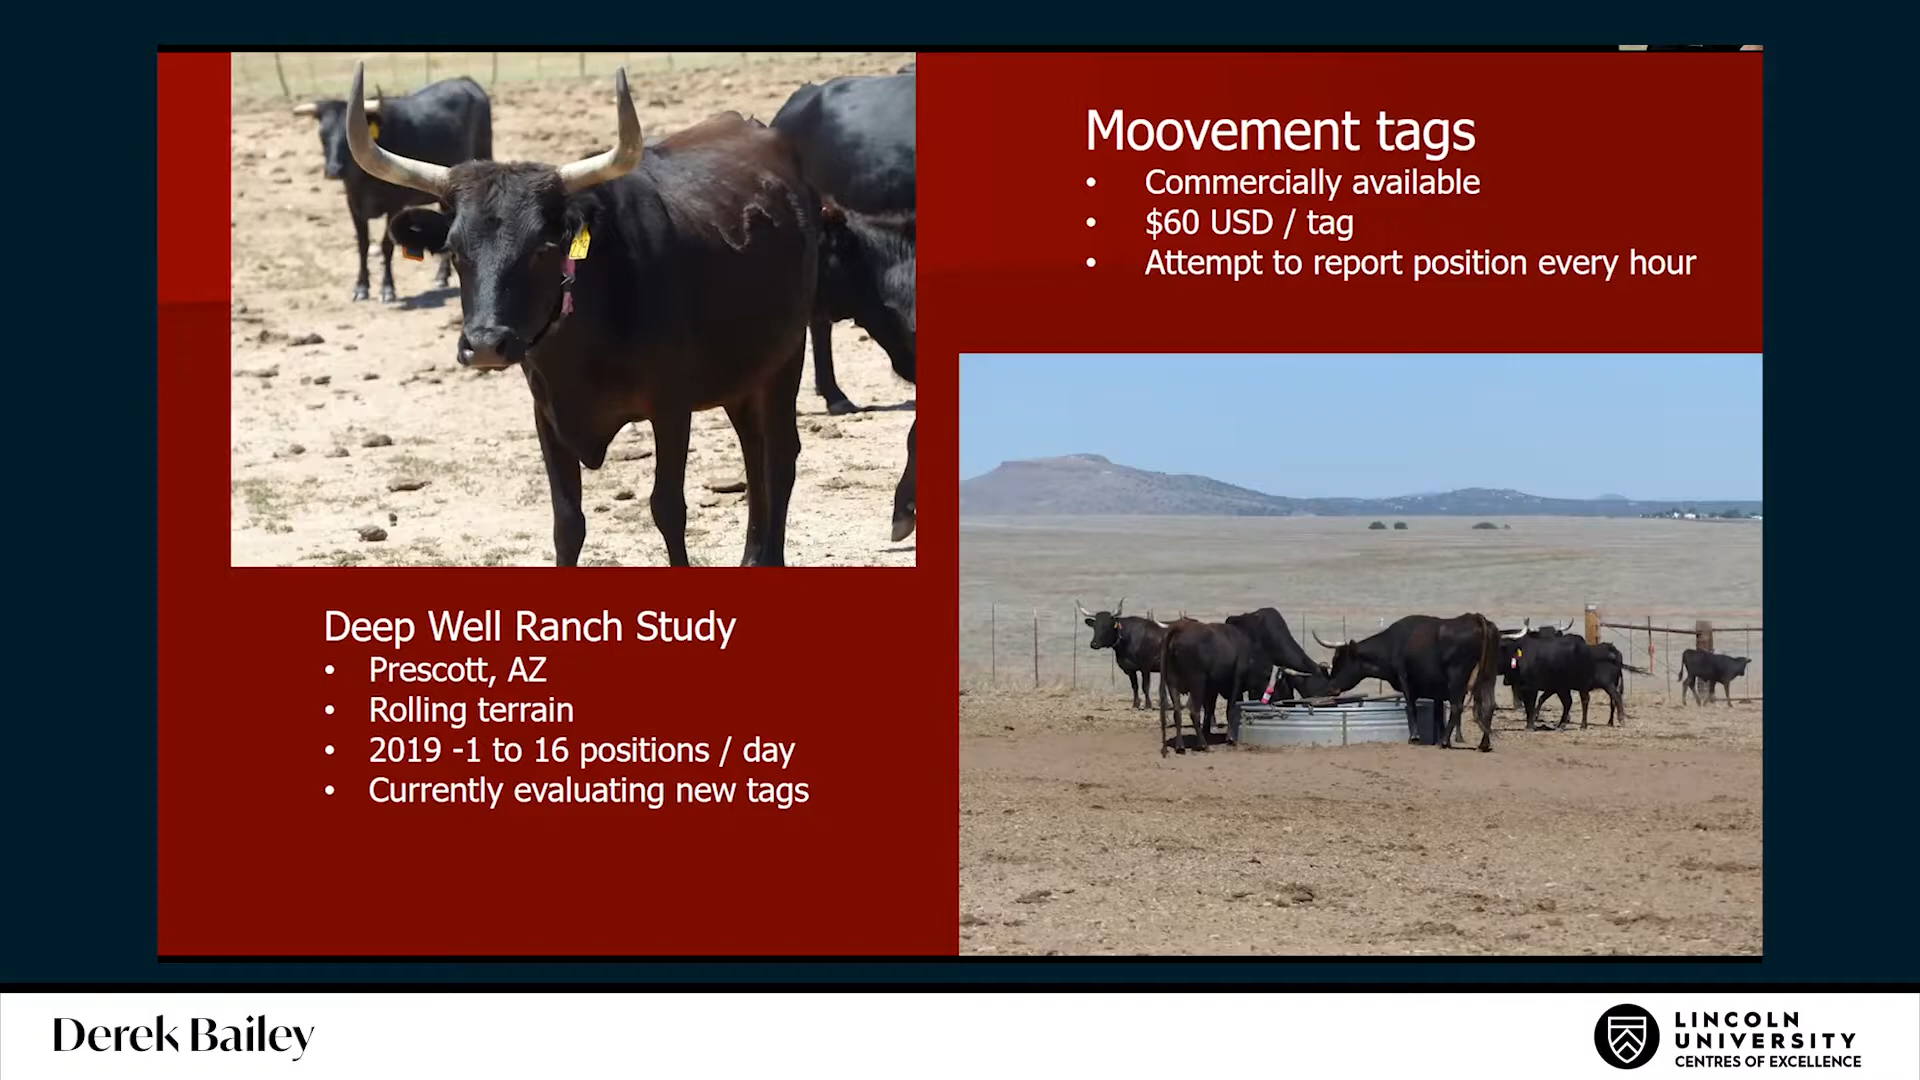 Moovement tags
• Commercially available
• $60 USD / tag
• Attempt to report position every hour
Deep Well Ranch Study
• Prescott, AZ
• Rolling terrain
• 2019 -1 to 16 positions / day
• Currently evaluating new tags
Derek Bailey
LINCOLN
UNIVERSITY
CENTRES OF EXCELLENCE